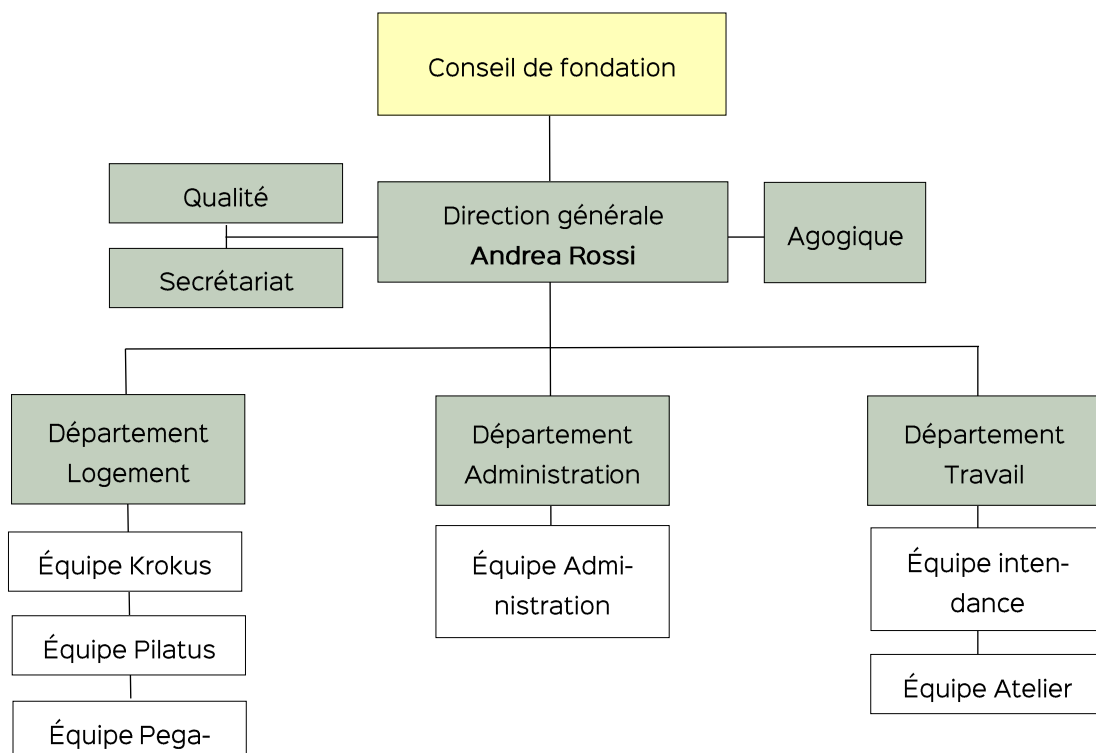 Conseil de fondation
Qualité
Secrétariat
Direction générale
Andrea Rossi
Agogique
Département
Logement
Équipe Krokus
Équipe Pilatus
Équipe Pega-
Département
Administration
Équipe Admi-
nistration
Département
Travail
Équipe inten-
dance
Équipe Atelier